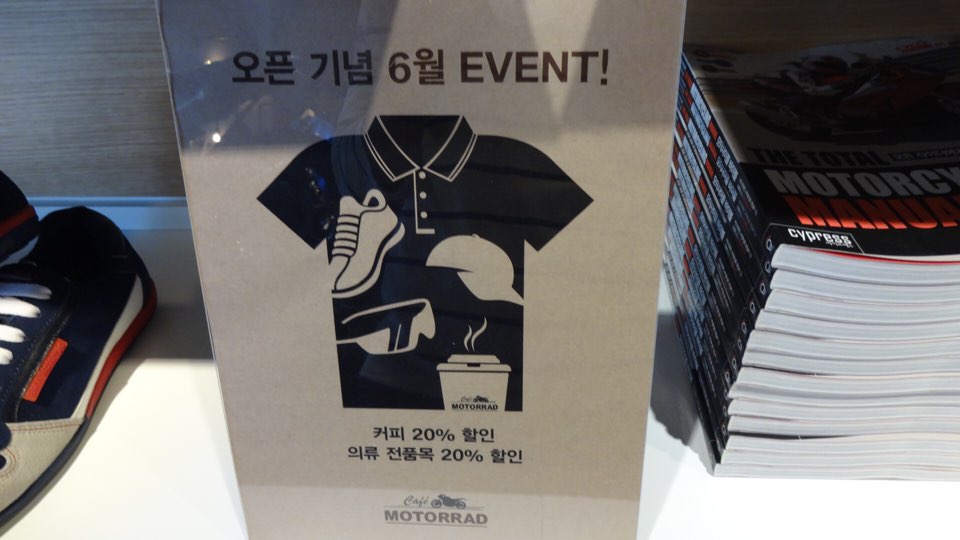 오픈 기념 6월 EVENT!
Café
MOTORRAD
커피 20% 할인
의류 전품목 20% 할인
Café
MOTORRAD
THE TOTAL
MOTORCY
MANUA
cypress